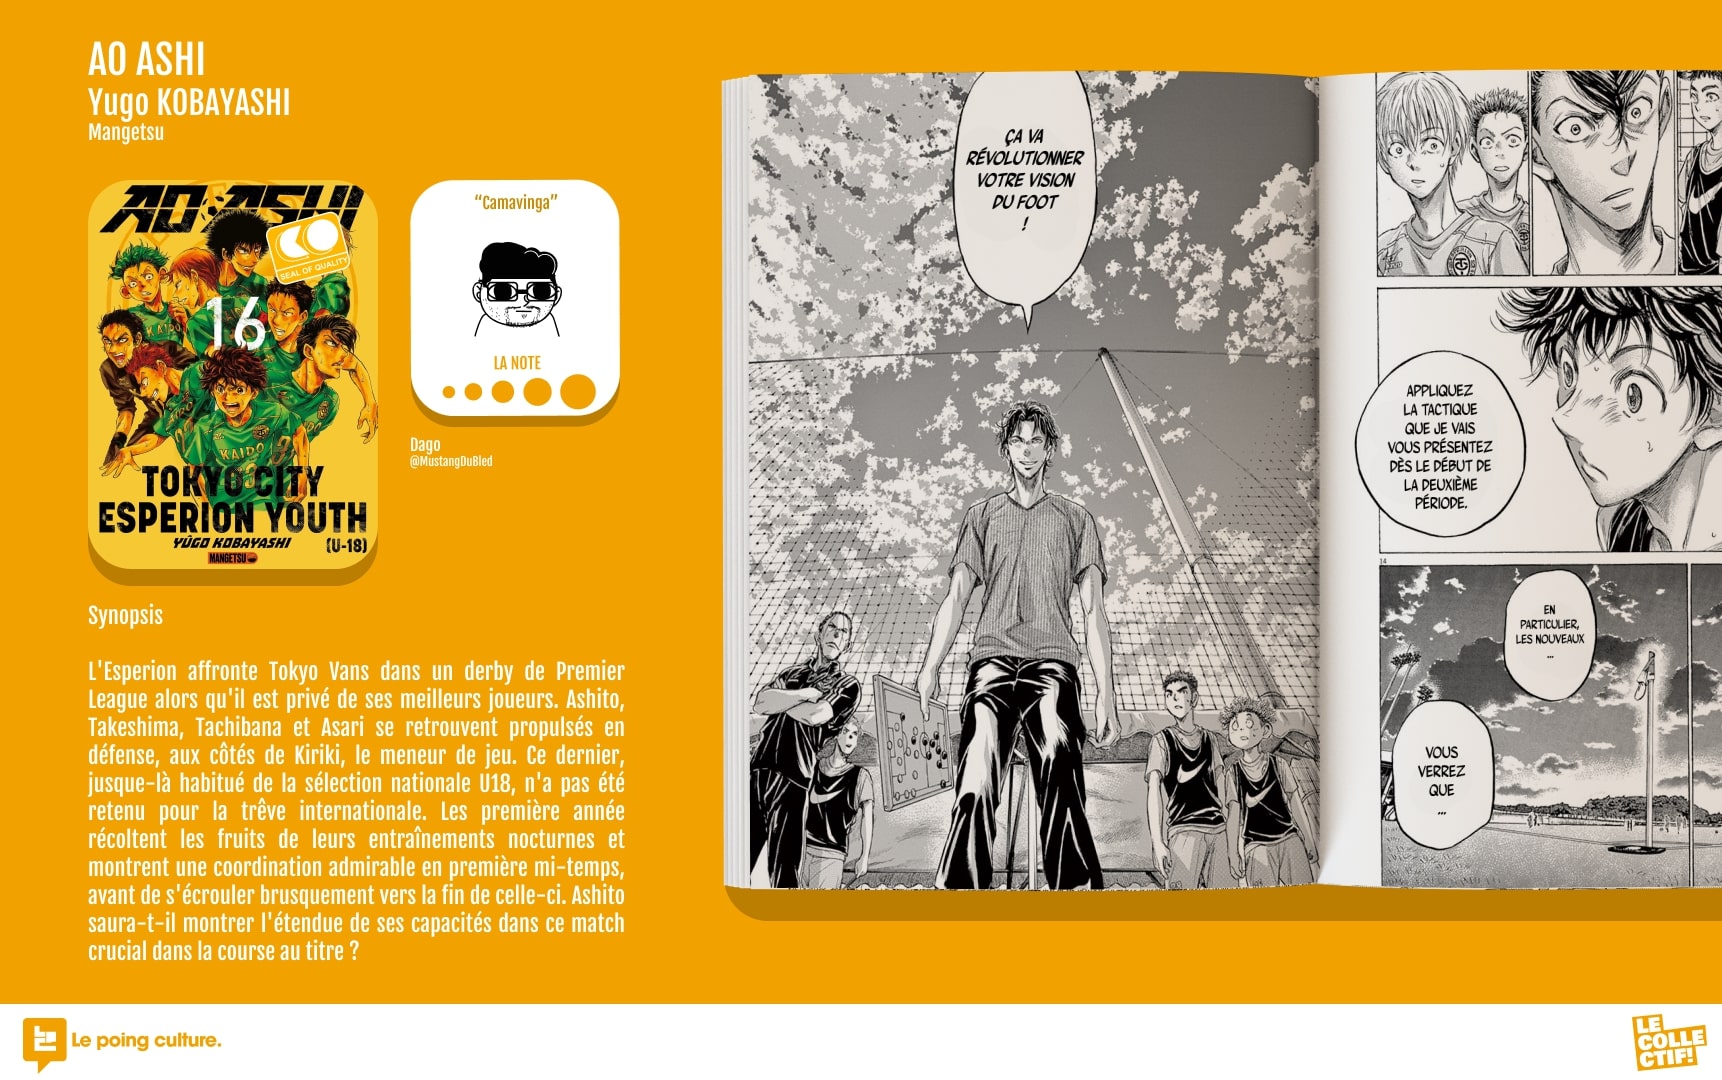 AO ASHI
Yugo KOBAYASHI
Mangetsu
AO ASHI
SEAL OF QUALITY
16
KAIDO
KAIDO
TOKYO CITY
ESPERION YOUTH
YÛGO KOBAYASHI
(U-18)
MANGETSU
“Camavinga”
LA NOTE
Dago
@MustangDuBled
Synopsis
L'Esperion affronte Tokyo Vans dans un derby de Premier
League alors qu'il est privé de ses meilleurs joueurs. Ashito,
Takeshima, Tachibana et Asari se retrouvent propulsés en
défense, aux côtés de Kiriki, le meneur de jeu. Ce dernier,
jusque-là habitué de la sélection nationale U18, n'a pas été
retenu pour la trêve internationale. Les première année
récoltent les fruits de leurs entraînements nocturnes et
montrent une coordination admirable en première mi-temps,
avant de s'écrouler brusquement vers la fin de celle-ci. Ashito
saura-t-il montrer l'étendue de ses capacités dans ce match
crucial dans la course au titre ?
ÇA VA
RÉVOLUTIONNER
VOTRE VISION
DU FOOT
!
APPLIQUEZ
LA TACTIQUE
QUE JE VAIS
VOUS PRÉSENTEZ
DÈS LE DÉBUT DE
LA DEUXIÈME
PÉRIODE.
14
EN
PARTICULIER,
LES NOUVEAUX
...
VOUS
VERREZ
QUE
...
Le poing culture.
LE
COLLE
CTIF!